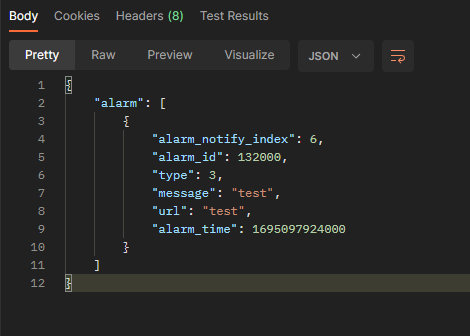 Body Cookies Headers (8) Test Results
Pretty Raw Preview Visualize JSON
1 {
2 "alarm": [
3 {
4 "alarm_notify_index": 6,
5 "alarm_id": 132000,
6 "type": 3,
7 "message": "test",
8 "url": "test",
9 "alarm_time": 1695097924000
10 }
11 ]
12 }